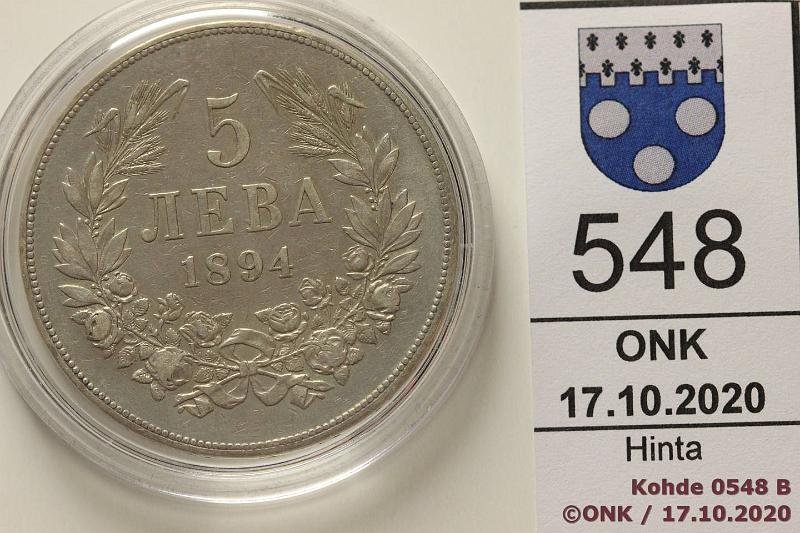 5
ЛЕВА
1894
548
ONK
17.10.2020
Hinta
Kohde 0548 B
©ONK / 17.10.2020